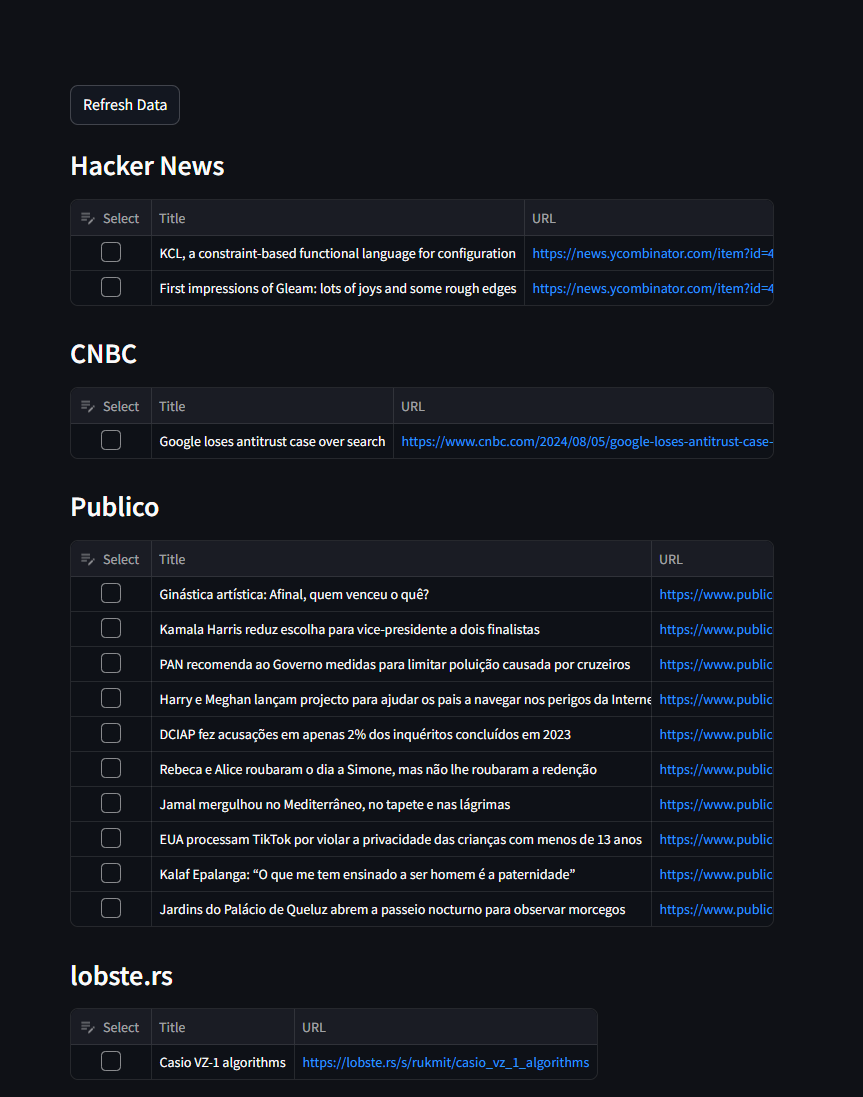 Refresh Data
Hacker News
Select Title URL
KCL, a constraint-based functional language for configuration https://news.ycombinator.com/item?id=4
First impressions of Gleam: lots of joys and some rough edges https://news.ycombinator.com/item?id=4
CNBC
Select Title URL
Google loses antitrust case over search https://www.cnbc.com/2024/08/05/google-loses-antitrust-case-
Publico
Select Title URL
Ginástica artística: Afinal, quem venceu o quê? https://www.public
Kamala Harris reduz escolha para vice-presidente a dois finalistas https://www.public
PAN recomenda ao Governo medidas para limitar poluição causada por cruzeiros https://www.public
Harry e Meghan lançam projecto para ajudar os pais a navegar nos perigos da Interne https://www.public
DCIAP fez acusações em apenas 2% dos inquéritos concluídos em 2023 https://www.public
Rebeca e Alice roubaram o dia a Simone, mas não lhe roubaram a redenção https://www.public
Jamal mergulhou no Mediterrâneo, no tapete e nas lágrimas https://www.public
EUA processam TikTok por violar a privacidade das crianças com menos de 13 anos https://www.public
Kalaf Epalanga: “O que me tem ensinado a ser homem é a paternidade” https://www.public
Jardins do Palácio de Queluz abrem a passeio nocturno para observar morcegos https://www.public
lobste.rs
Select Title URL
Casio VZ-1 algorithms https://lobste.rs/s/rukmit/casio_vz_1_algorithms